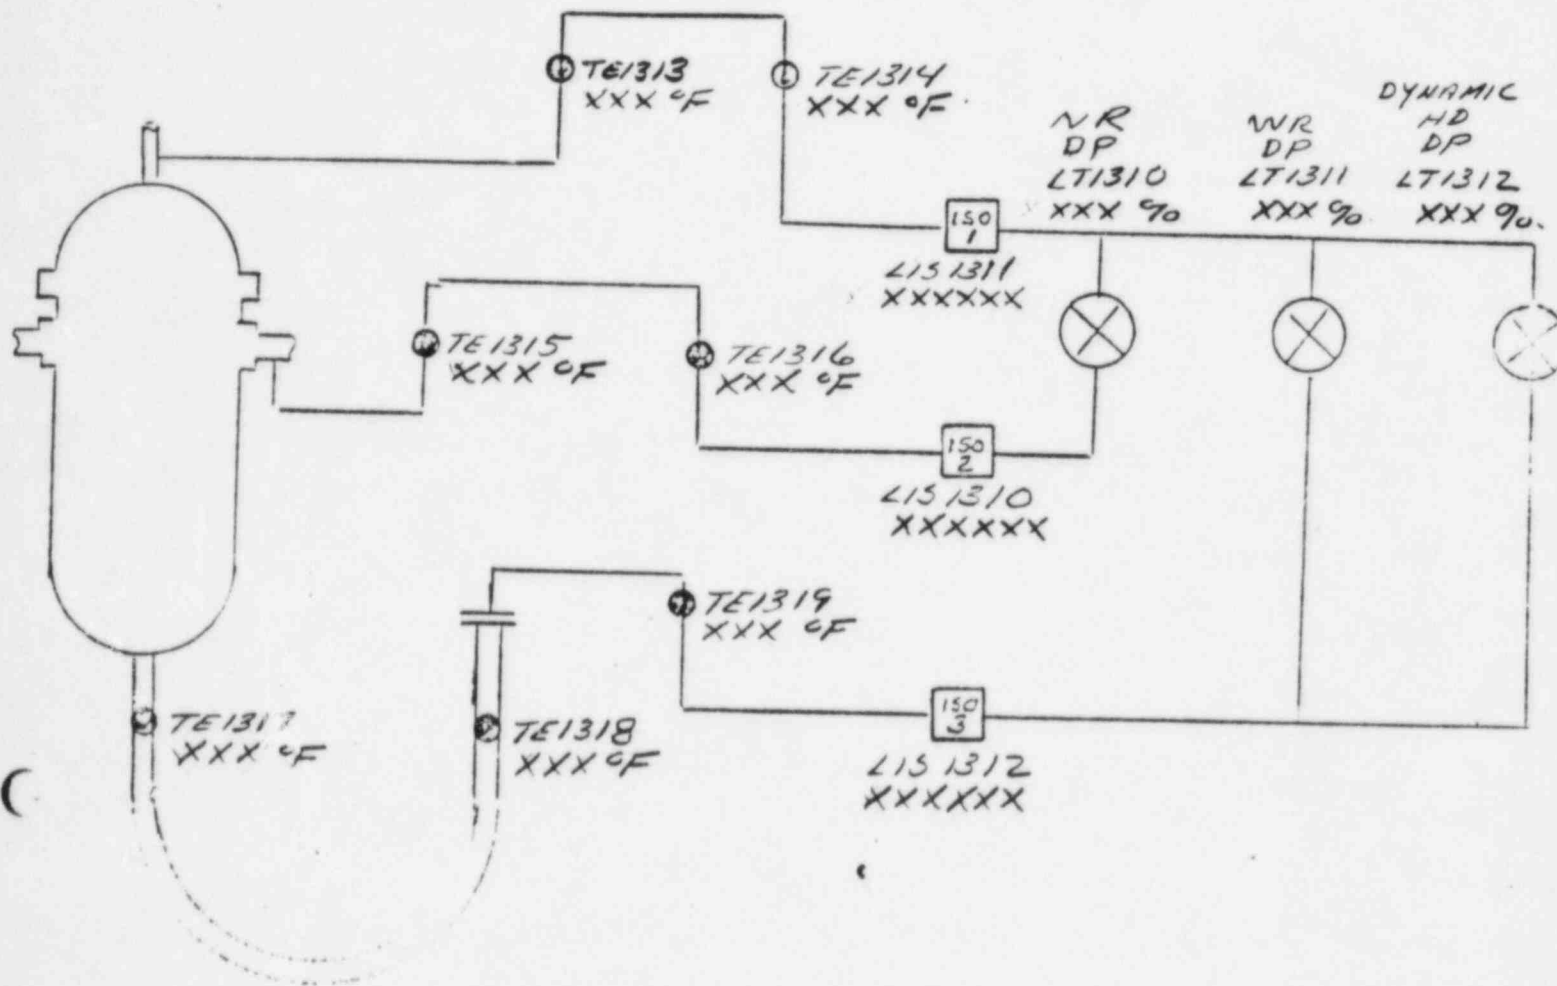 TE1313
XXX °F
TE1314
XXX °F.
NR
DP
LT1310
XXX %
WR
DP
LT1311
XXX %
DYNAMIC
HD
DP
LT1312
XXX %.
ISO
1
LIS 1311
XXXXXX
TE1315
XXX °F
TE1316
XXX °F
ISO
2
LIS 1310
XXXXXX
TE1319
XXX °F
TE1317
XXX °F
TE1318
XXX °F
ISO
3
LIS 1312
XXXXXX